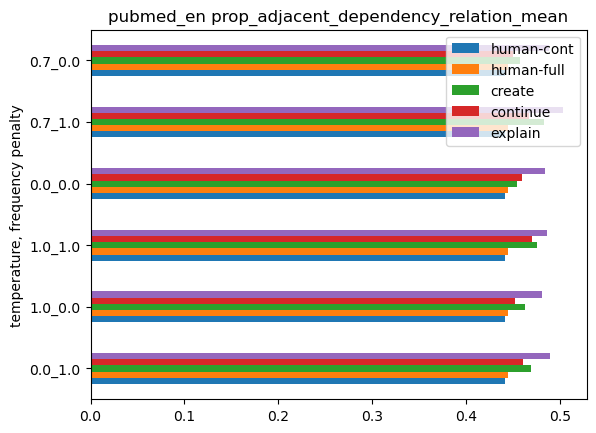 pubmed_en prop_adjacent_dependency_relation_mean
human-cont
human-full
create
continue
explain
temperature, frequency penalty
0.7_0.0
0.7_1.0
0.0_0.0
1.0_1.0
1.0_0.0
0.0_1.0
0.0 0.1 0.2 0.3 0.4 0.5